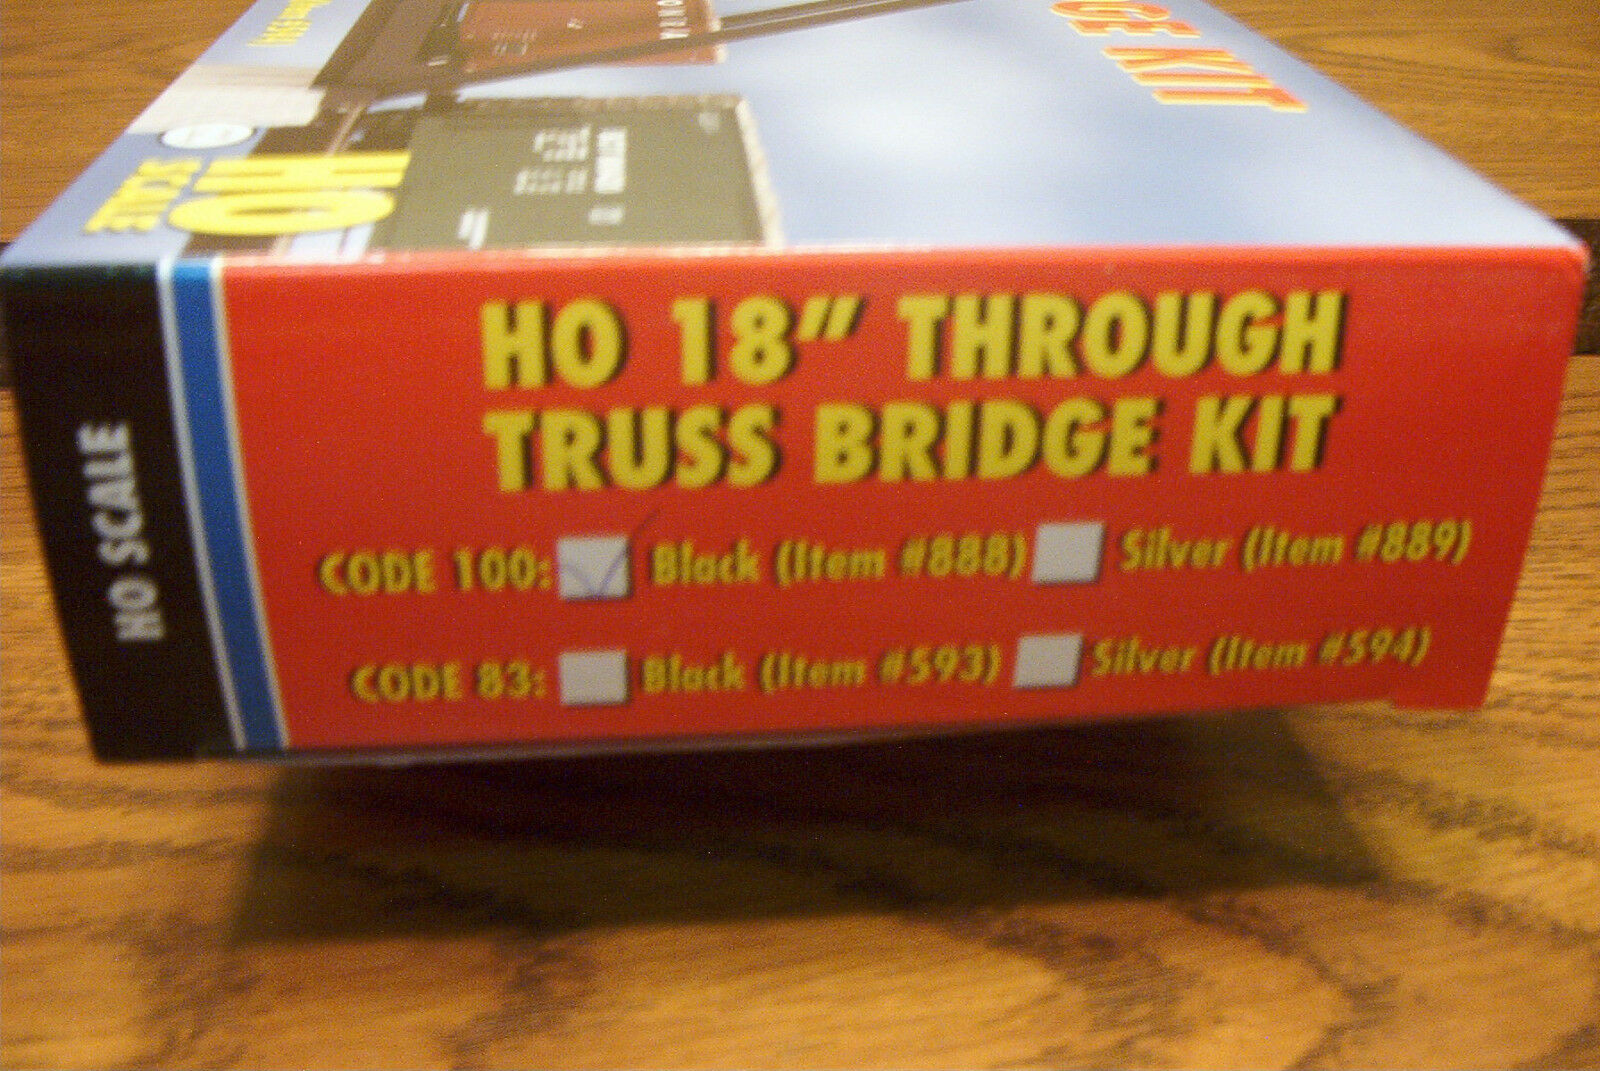 GE KIT
HO
SCALE
HO SCALE
HO 18" THROUGH
TRUSS BRIDGE KIT
CODE 100: Black (Item #888) Silver (Item #889)
CODE 83: Black (Item #593) Silver (Item #594)